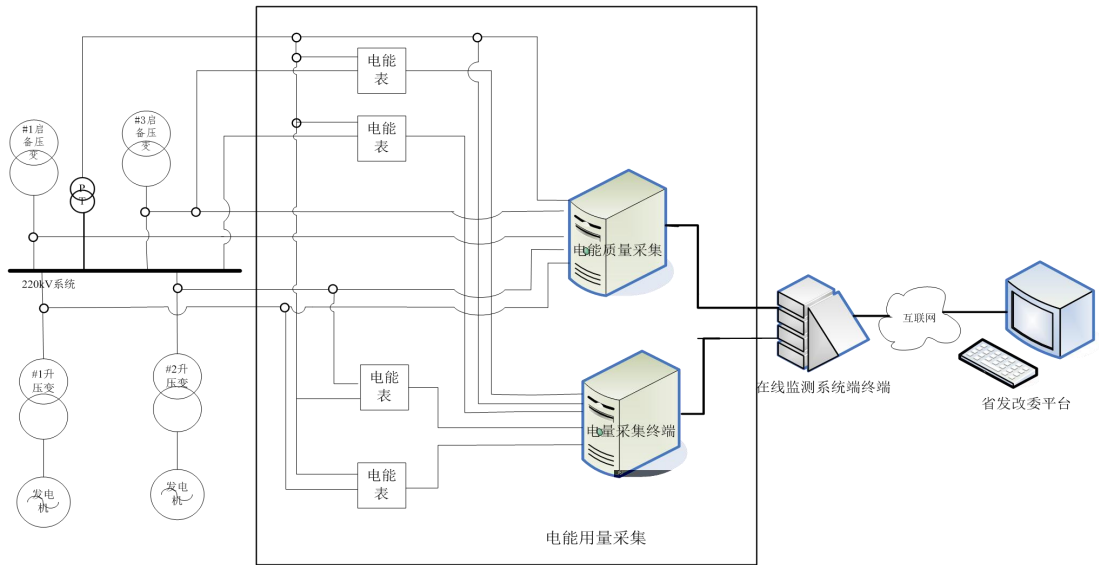 电能
表
电能
表
#1启
备压
变
#3启
备压
变
P
T
电能质量采集
220kV系统
互联网
#1升
压变
#2升
压变
电能
表
在线监测系统端终端
省发改委平台
电量采集终端
发电
机
发电
机
电能
表
电能用量采集